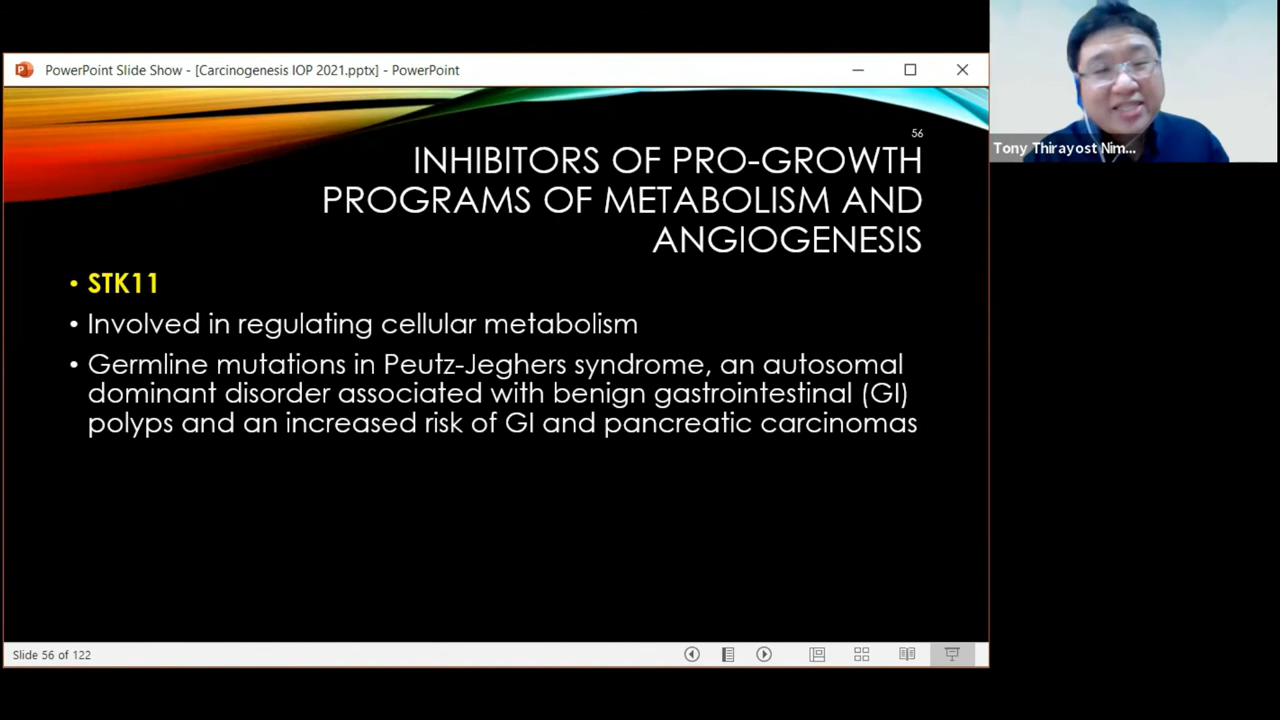 PowerPoint Slide Show - [Carcinogenesis IOP 2021.pptx] - PowerPoint
Tony Thirayost Nim...
56
INHIBITORS OF PRO-GROWTH
PROGRAMS OF METABOLISM AND
ANGIOGENESIS
• STK11
• Involved in regulating cellular metabolism
• Germline mutations in Peutz-Jeghers syndrome, an autosomal
dominant disorder associated with benign gastrointestinal (GI)
polyps and an increased risk of GI and pancreatic carcinomas
Slide 56 of 122